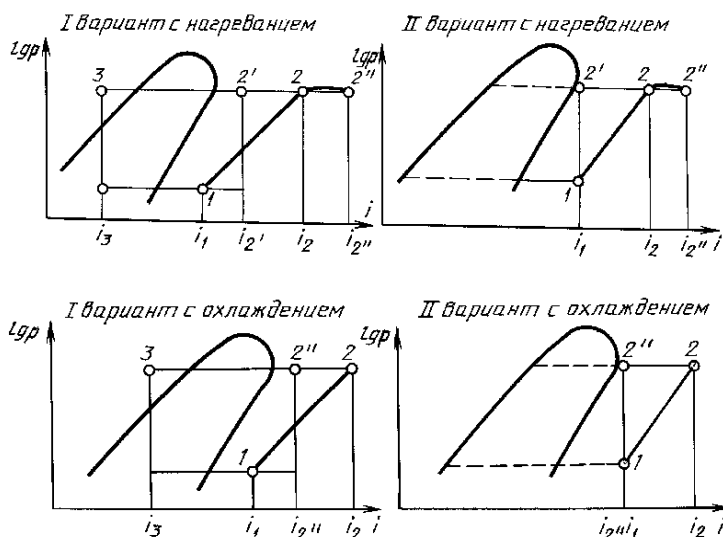 I вариант с нагреванием
II вариант с нагреванием
lgp
3
2'
2
2"
1
i
i₃
i₁
i₂'
i₂
i₂"
lgp
2'
2
2"
1
i₁
i₂
i₂"
i
I вариант с охлаждением
II вариант с охлаждением
lgp
3
2"
2
1
i₃
i₁
i₂"
i₂
i
lgp
2"
2
1
i₂"
i₁
i₂
i